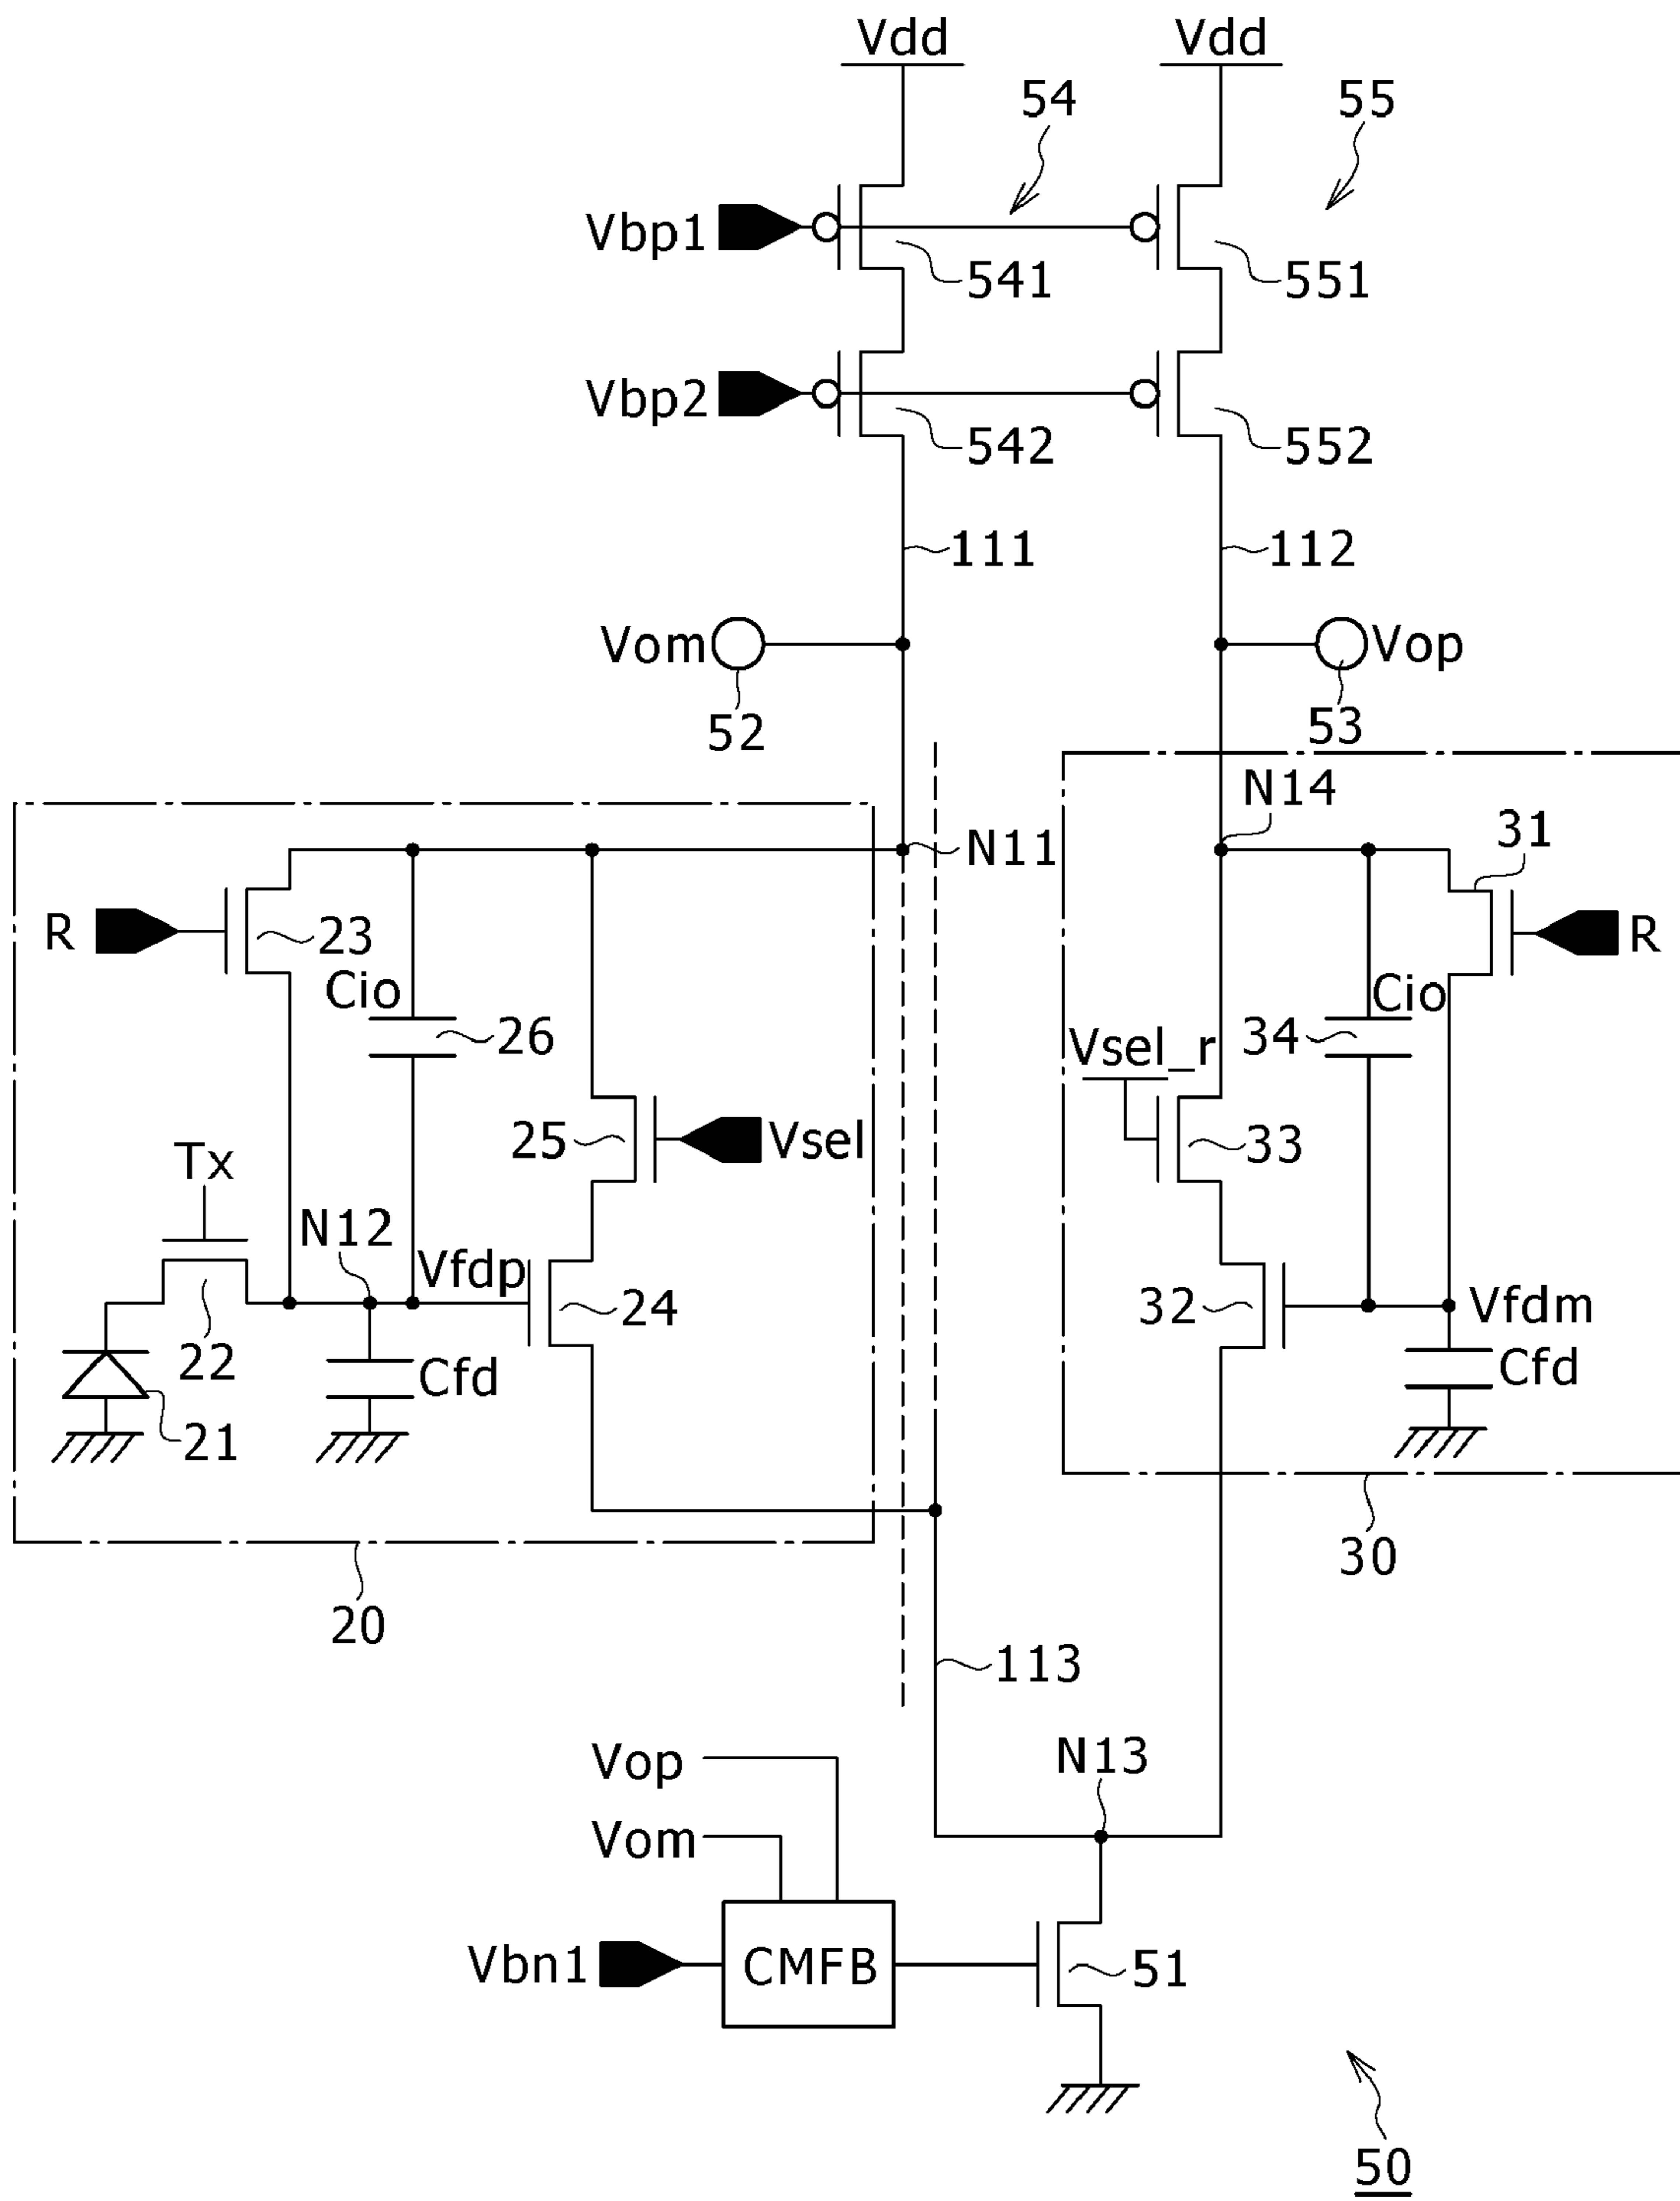 Vdd
Vdd
54
55
Vbp1
541
551
Vbp2
542
552
111
112
Vom
Vop
52
53
N14
31
N11
R
23
R
Cio
Cio
26
Vsel_r
34
25
Vsel
33
Tx
N12
Vfdp
24
32
Vfdm
22
Cfd
Cfd
21
30
20
113
Vop
N13
Vom
Vbn1
CMFB
51
50